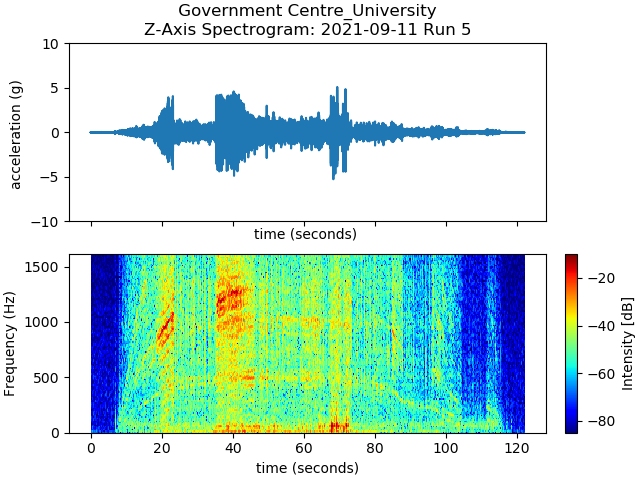 Government Centre_University
Z-Axis Spectrogram: 2021-09-11 Run 5
10
5
0
−5
−10
acceleration (g)
time (seconds)
1500
1000
500
0
Frequency (Hz)
0 20 40 60 80 100 120
time (seconds)
−20
−40
−60
−80
Intensity [dB]